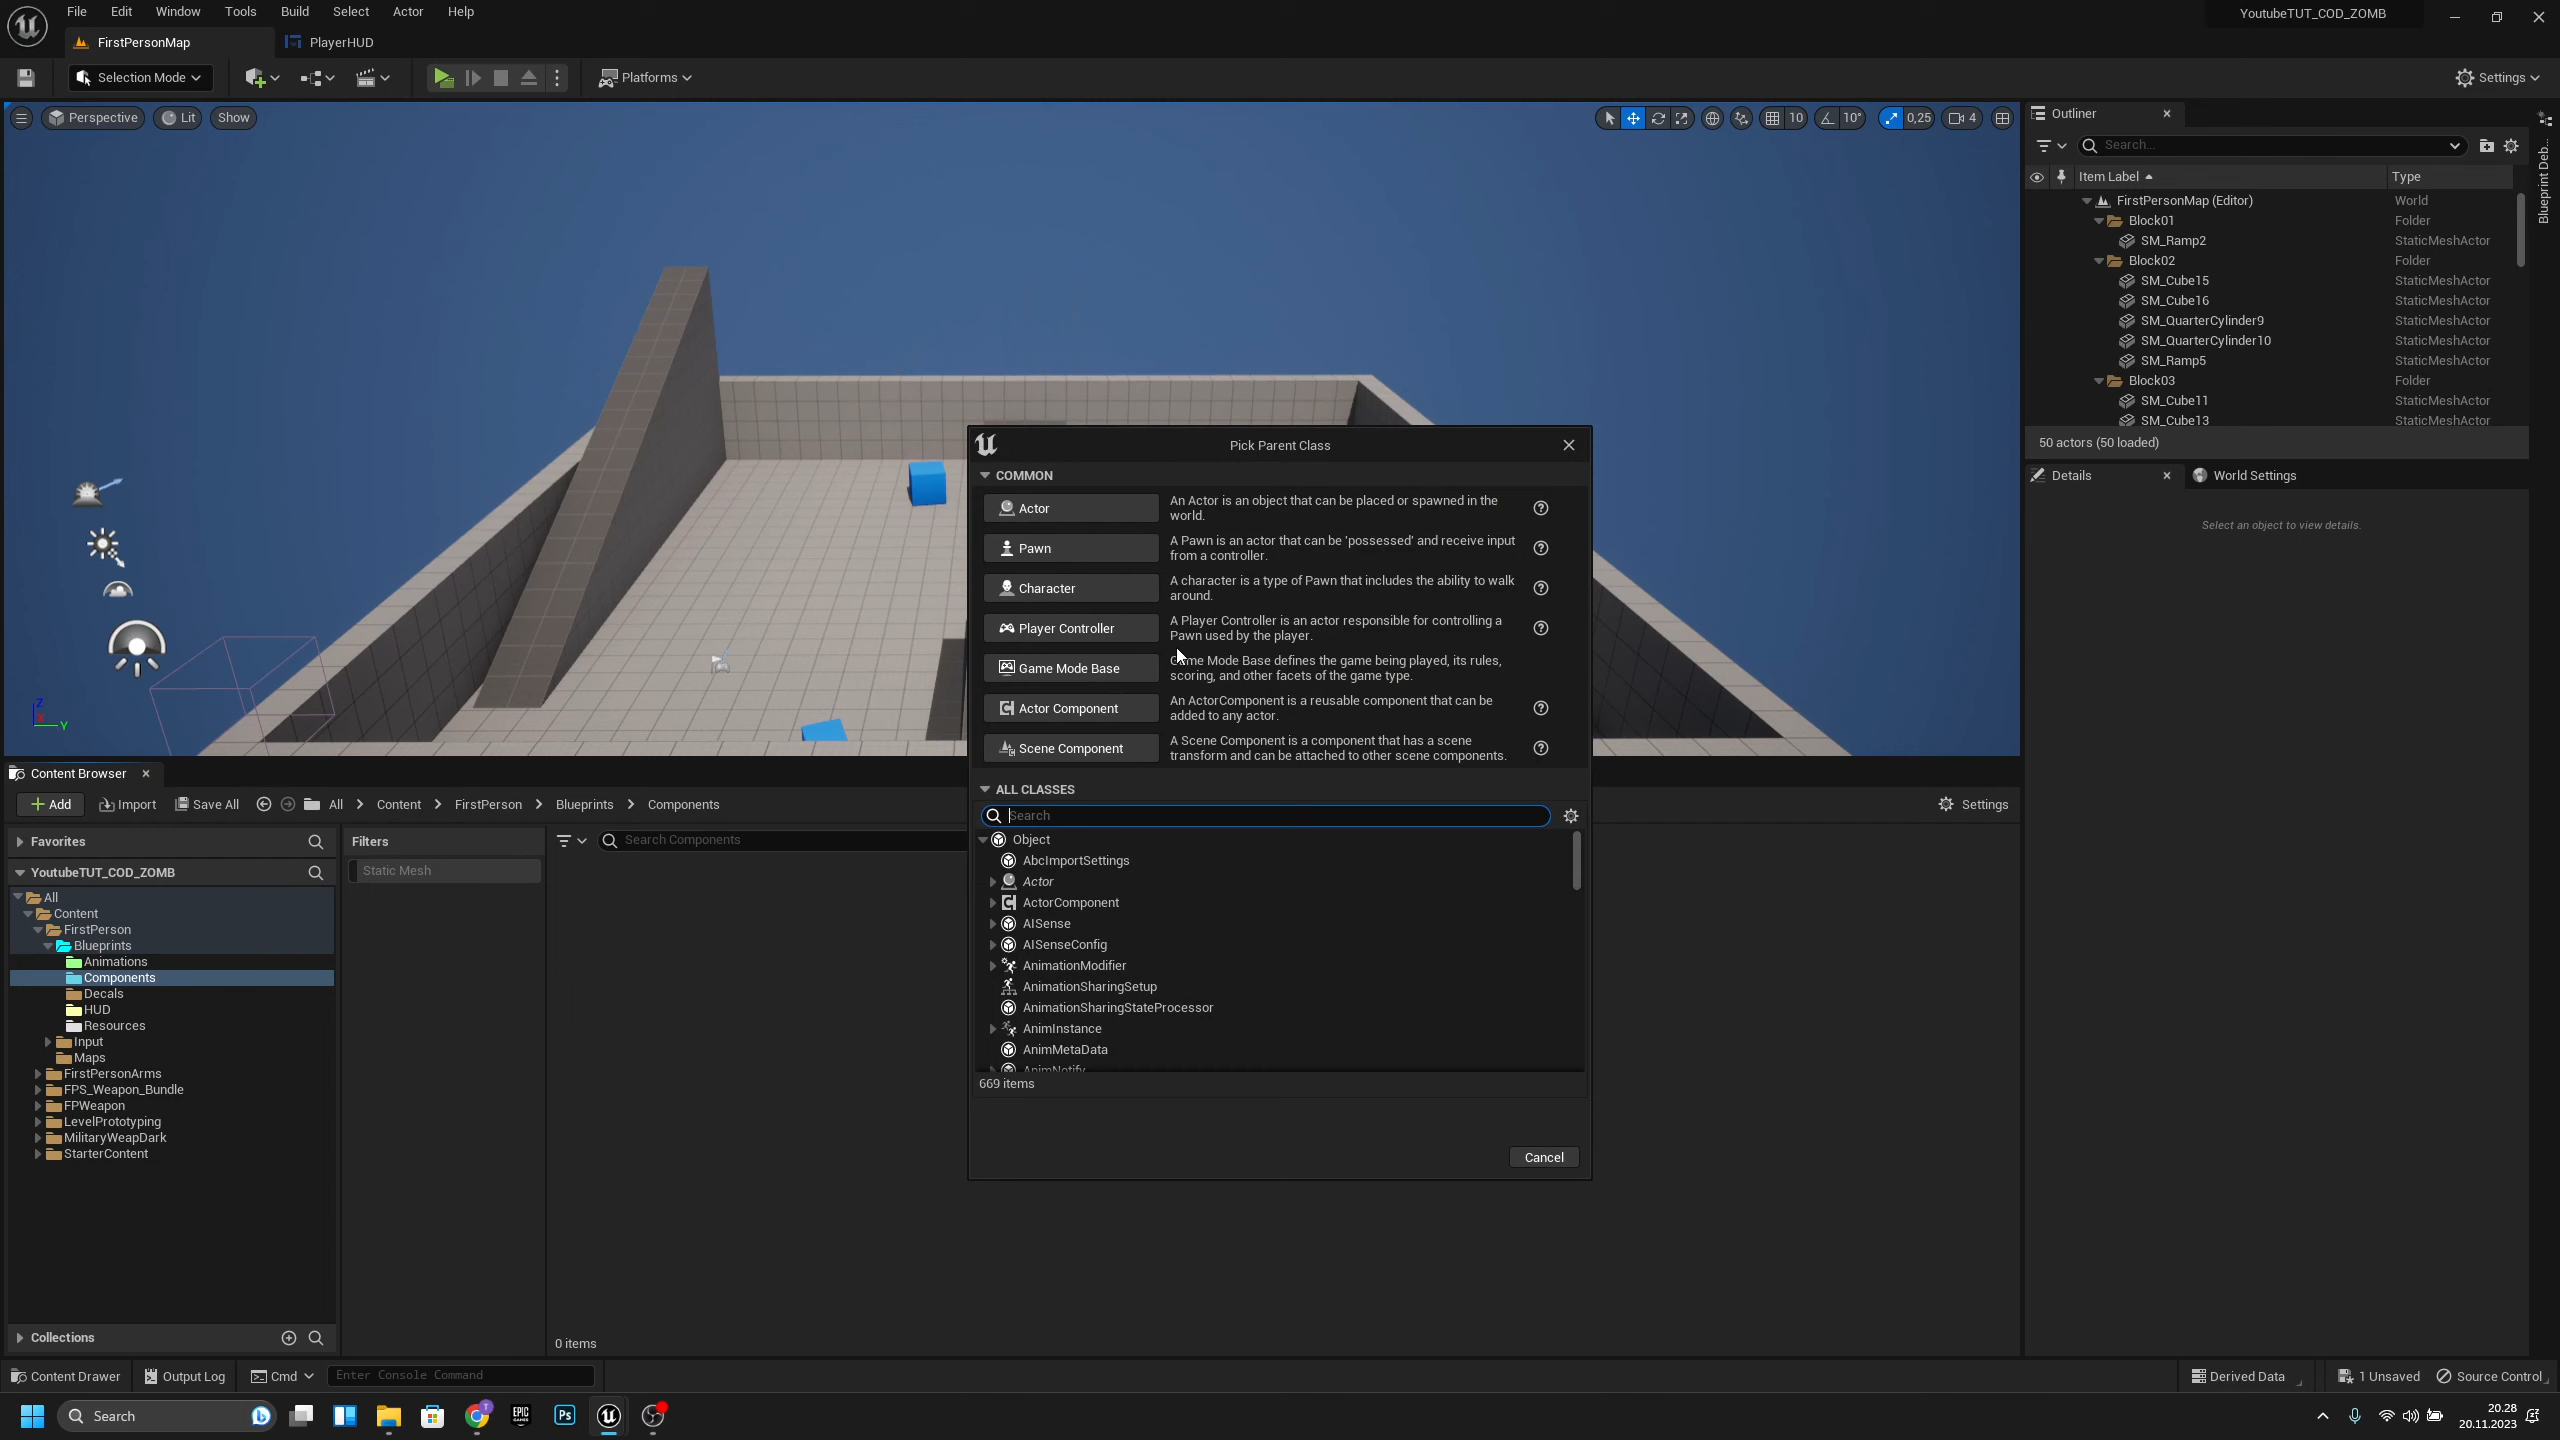 File Edit Window Tools Build Select Actor Help
YoutubeTUT_COD_ZOMB
FirstPersonMap
PlayerHUD
Selection Mode
Platforms
Settings
Perspective
Lit
Show
10
10°
0,25
4
Outliner
Search...
Item Label
Type
FirstPersonMap (Editor) World
Block01 Folder
SM_Ramp2 StaticMeshActor
Block02 Folder
SM_Cube15 StaticMeshActor
SM_Cube16 StaticMeshActor
SM_QuarterCylinder9 StaticMeshActor
SM_QuarterCylinder10 StaticMeshActor
SM_Ramp5 StaticMeshActor
Block03 Folder
SM_Cube11 StaticMeshActor
SM_Cube13 StaticMeshActor
50 actors (50 loaded)
Blueprint Deb...
Details
World Settings
Select an object to view details.
Z
Y
Pick Parent Class
COMMON
Actor
An Actor is an object that can be placed or spawned in the
world.
Pawn
A Pawn is an actor that can be 'possessed' and receive input
from a controller.
Character
A character is a type of Pawn that includes the ability to walk
around.
Player Controller
A Player Controller is an actor responsible for controlling a
Pawn used by the player.
Game Mode Base
Game Mode Base defines the game being played, its rules,
scoring, and other facets of the game type.
Actor Component
An ActorComponent is a reusable component that can be
added to any actor.
Scene Component
A Scene Component is a component that has a scene
transform and can be attached to other scene components.
ALL CLASSES
Search
Object
AbcImportSettings
Actor
ActorComponent
AISense
AISenseConfig
AnimationModifier
AnimationSharingSetup
AnimationSharingStateProcessor
AnimInstance
AnimMetaData
AnimNotify
669 items
Cancel
Content Browser
Add
Import
Save All
All
Content
FirstPerson
Blueprints
Components
Settings
Favorites
Filters
Static Mesh
Search Components
YoutubeTUT_COD_ZOMB
All
Content
FirstPerson
Blueprints
Animations
Components
Decals
HUD
Resources
Input
Maps
FirstPersonArms
FPS_Weapon_Bundle
FPWeapon
LevelPrototyping
MilitaryWeapDark
StarterContent
Collections
0 items
Content Drawer
Output Log
Cmd
Enter Console Command
Derived Data
1 Unsaved
Source Control
Search
EPIC
GAMES
Ps
T
20.28
20.11.2023